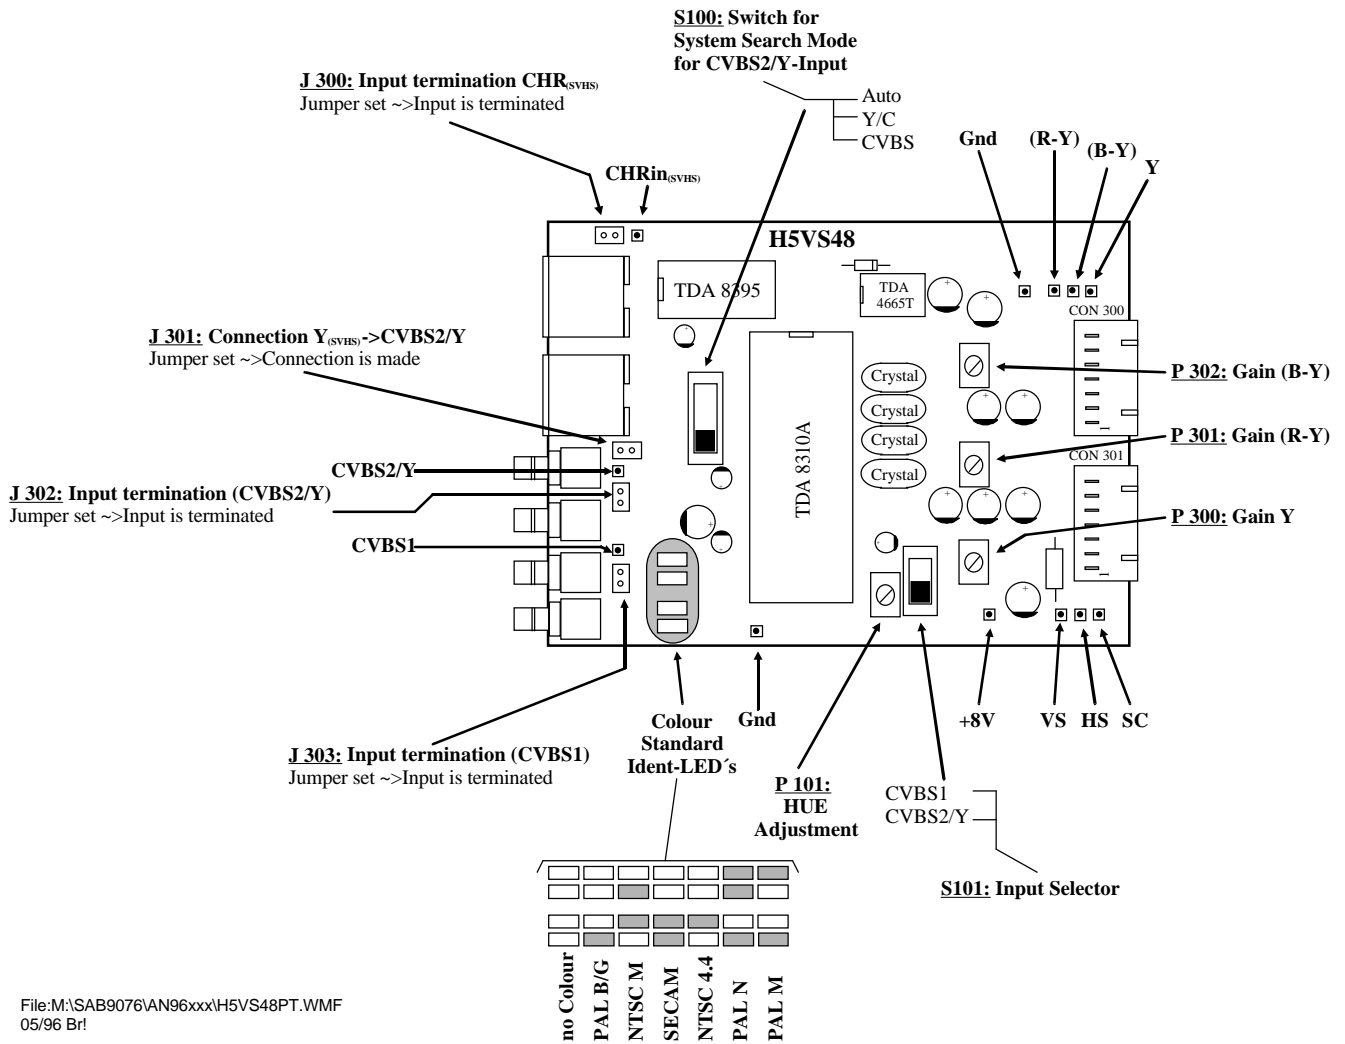 S100: Switch for
System Search Mode
for CVBS2/Y-Input
Auto
Y/C
CVBS
J 300: Input termination CHR(SVHS)
Jumper set ~>Input is terminated
CHRin(SVHS)
Gnd
(R-Y)
(B-Y)
Y
H5VS48
TDA 8395
TDA
4665T
CON 300
J 301: Connection Y(SVHS)->CVBS2/Y
Jumper set ~>Connection is made
Crystal
Crystal
Crystal
Crystal
P 302: Gain (B-Y)
1
P 301: Gain (R-Y)
CON 301
TDA 8310A
CVBS2/Y
J 302: Input termination (CVBS2/Y)
Jumper set ~>Input is terminated
P 300: Gain Y
CVBS1
1
Colour
Standard
Ident-LED´s
Gnd
+8V
VS
HS
SC
J 303: Input termination (CVBS1)
Jumper set ~>Input is terminated
P 101:
HUE
Adjustment
CVBS1
CVBS2/Y
S101: Input Selector
no Colour
PAL B/G
NTSC M
SECAM
NTSC 4.4
PAL N
PAL M
File:M:\SAB9076\AN96xxx\H5VS48PT.WMF
05/96 Br!